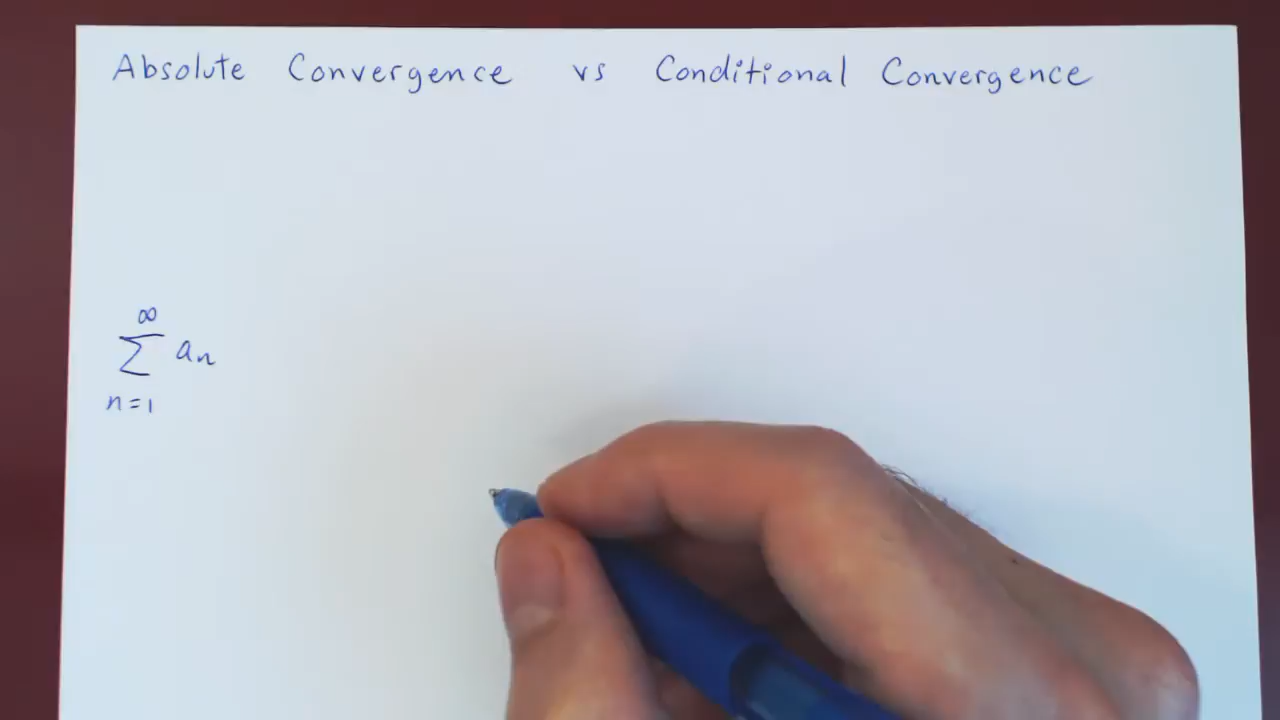 Absolute Convergence vs Conditional Convergence
∞
∑ aₙ
n=1